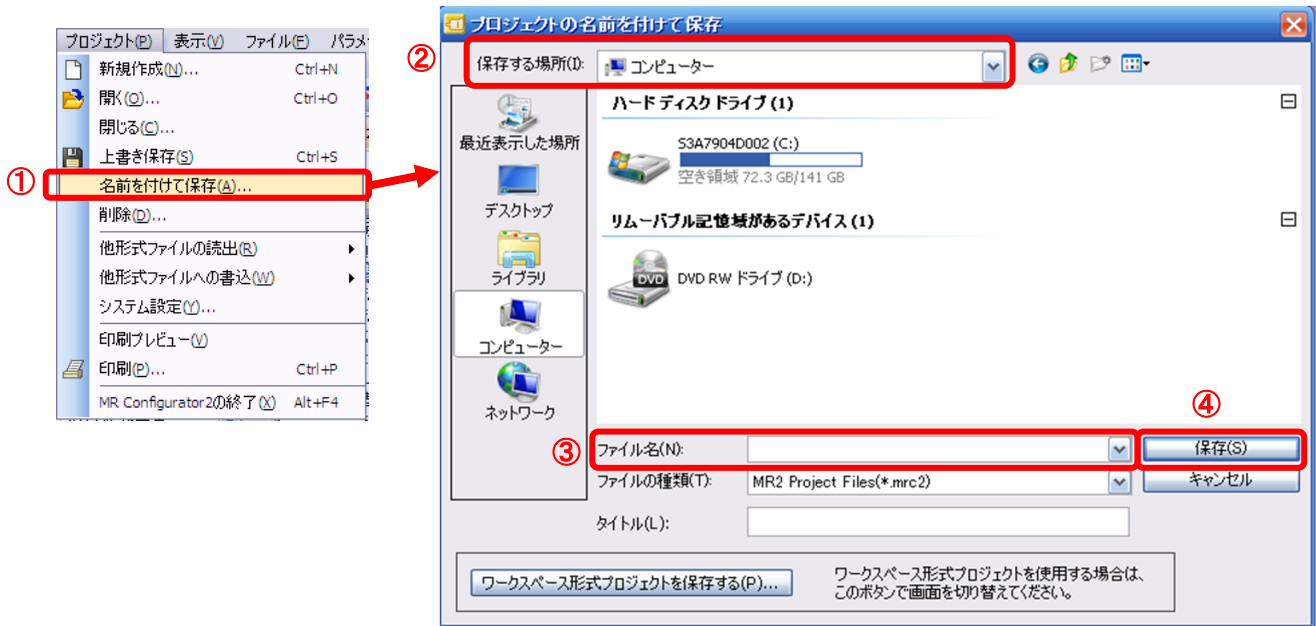 プロジェクト(P) 表示(V) ファイル(F) パラメ
新規作成(N)... Ctrl+N
開く(O)... Ctrl+O
閉じる(C)...
上書き保存(S) Ctrl+S
①
名前を付けて保存(A)...
削除(D)...
他形式ファイルの読出(R)
他形式ファイルへの書込(W)
システム設定(Y)...
印刷プレビュー(V)
印刷(P)... Ctrl+P
MR Configurator2の終了(X) Alt+F4
プロジェクトの名前を付けて保存
②
保存する場所(I):
コンピューター
最近表示した場所
デスクトップ
ライブラリ
コンピューター
ネットワーク
ハード ディスク ドライブ (1)
S3A7904D002 (C:)
空き領域 72.3 GB/141 GB
リムーバブル記憶域があるデバイス (1)
DVD
DVD RW ドライブ (D:)
③
ファイル名(N):
④
保存(S)
ファイルの種類(T):
MR2 Project Files(*.mrc2)
キャンセル
タイトル(L):
ワークスペース形式プロジェクトを保存する(P)...
ワークスペース形式プロジェクトを使用する場合は、
このボタンで画面を切り替えてください。